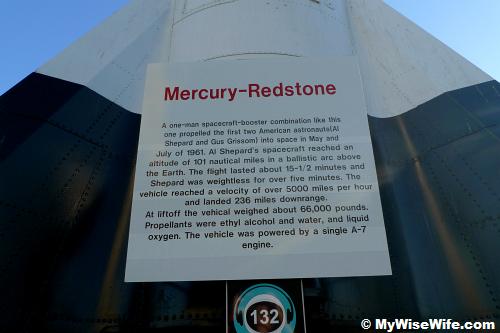 Mercury-Redstone
A one-man spacecraft-booster combination like this
one propelled the first two American astronauts(Al
Shepard and Gus Grissom) into space in May and
July of 1961. Al Shepard's spacecraft reached an
altitude of 101 nautical miles in a ballistic arc above
the Earth. The flight lasted about 15-1/2 minutes and
Shepard was weightless for over five minutes. The
vehicle reached a velocity of over 5000 miles per hour
and landed 236 miles downrange.
At liftoff the vehical weighed about 66,000 pounds.
Propellants were ethyl alcohol and water, and liquid
oxygen. The vehicle was powered by a single A-7
engine.
132
© MyWiseWife.com